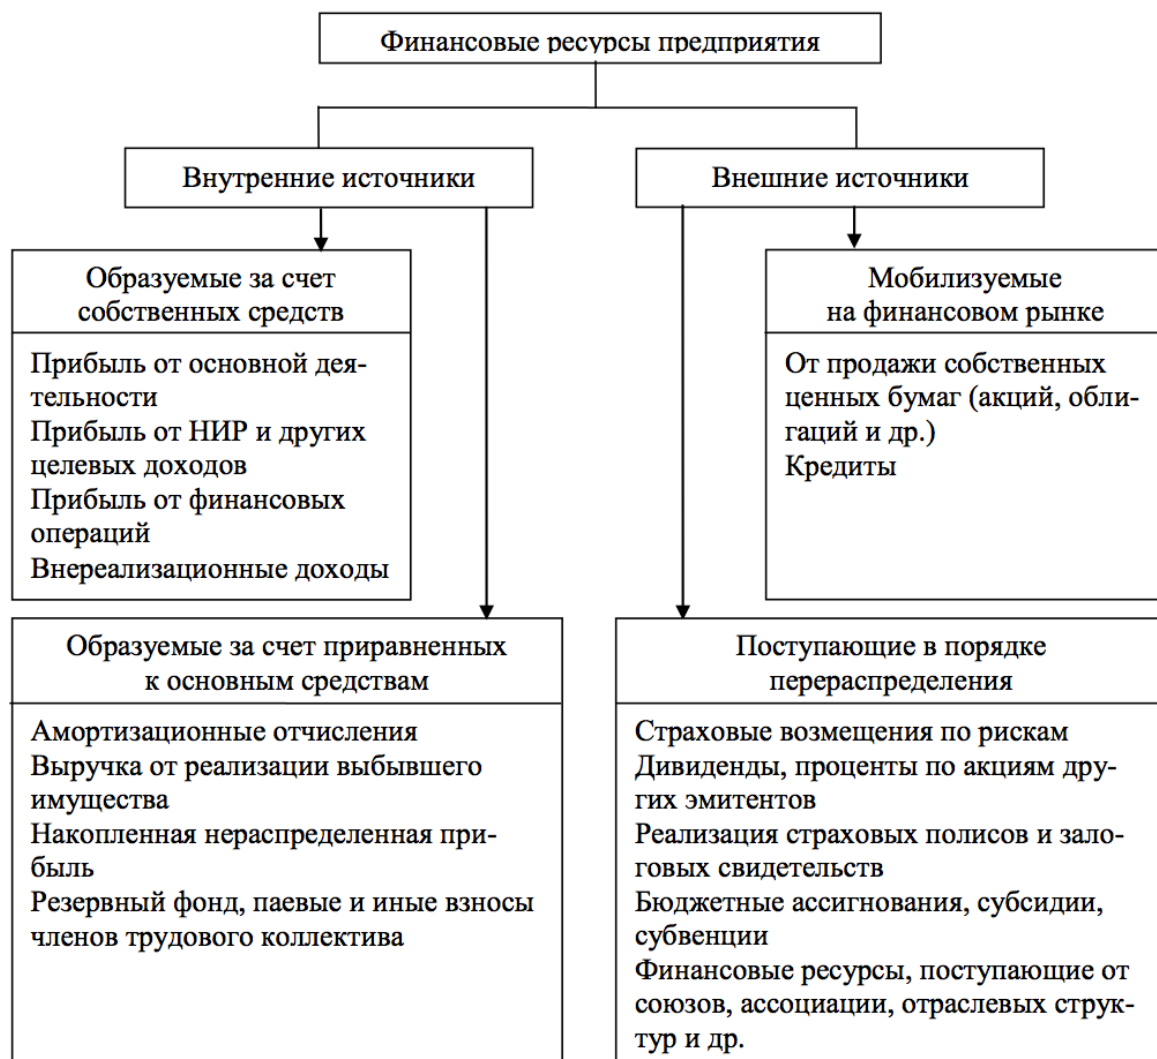 Финансовые ресурсы предприятия
Внутренние источники
Внешние источники
Образуемые за счет
собственных средств
Прибыль от основной дея-
тельности
Прибыль от НИР и других
целевых доходов
Прибыль от финансовых
операций
Внереализационные доходы
Мобилизуемые
на финансовом рынке
От продажи собственных
ценных бумаг (акций, обли-
гаций и др.)
Кредиты
Образуемые за счет приравненных
к основным средствам
Амортизационные отчисления
Выручка от реализации выбывшего
имущества
Накопленная нераспределенная при-
быль
Резервный фонд, паевые и иные взносы
членов трудового коллектива
Поступающие в порядке
перераспределения
Страховые возмещения по рискам
Дивиденды, проценты по акциям дру-
гих эмитентов
Реализация страховых полисов и зало-
говых свидетельств
Бюджетные ассигнования, субсидии,
субвенции
Финансовые ресурсы, поступающие от
союзов, ассоциации, отраслевых струк-
тур и др.